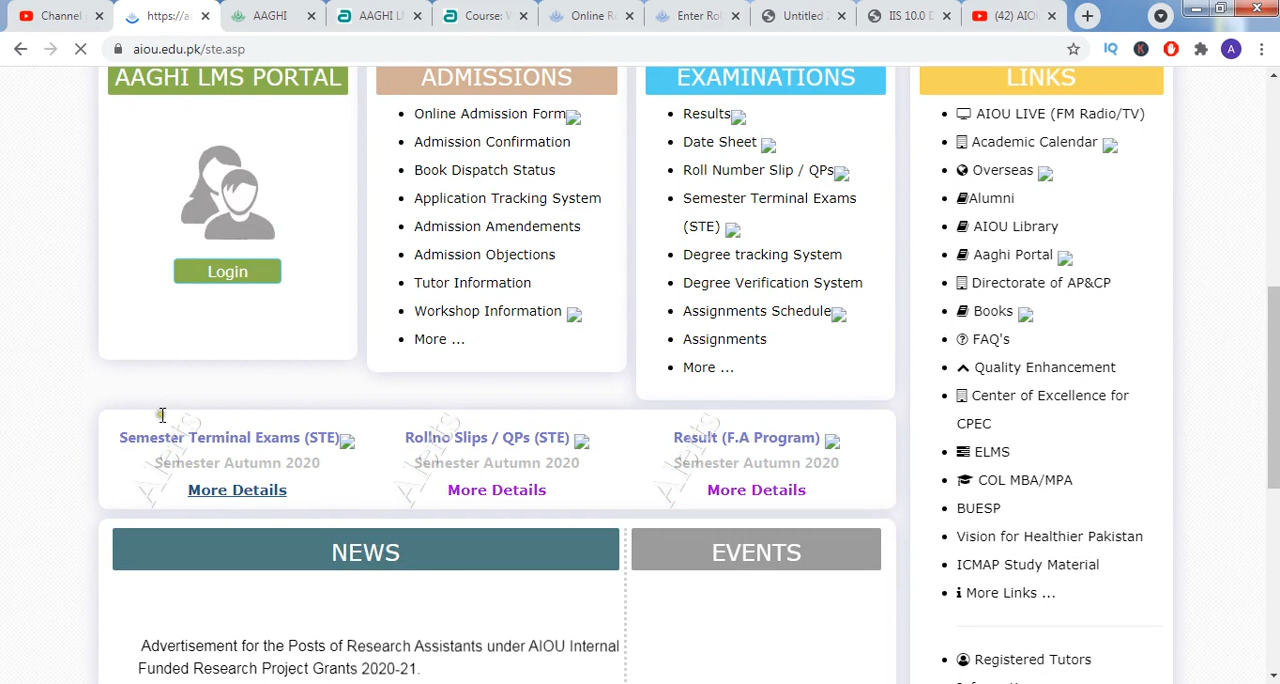 Channel
https://ai
AAGHI
AAGHI L
Course: V
Online R
Enter Ro
Untitled
IIS 10.0 D
(42) AIO
aiou.edu.pk/ste.asp
IQ
K
A
AAGHI LMS PORTAL
Login
ADMISSIONS
Online Admission Form
Admission Confirmation
Book Dispatch Status
Application Tracking System
Admission Amendements
Admission Objections
Tutor Information
Workshop Information
More ...
EXAMINATIONS
Results
Date Sheet
Roll Number Slip / QPs
Semester Terminal Exams
(STE)
Degree tracking System
Degree Verification System
Assignments Schedule
Assignments
More ...
LINKS
AIOU LIVE (FM Radio/TV)
Academic Calendar
Overseas
Alumni
AIOU Library
Aaghi Portal
Directorate of AP&CP
Books
FAQ's
Quality Enhancement
Center of Excellence for
CPEC
ELMS
COL MBA/MPA
BUESP
Vision for Healthier Pakistan
ICMAP Study Material
More Links ...
Registered Tutors
Semester Terminal Exams (STE)
Semester Autumn 2020
More Details
Rollno Slips / QPs (STE)
Semester Autumn 2020
More Details
Result (F.A Program)
Semester Autumn 2020
More Details
NEWS
EVENTS
Advertisement for the Posts of Research Assistants under AIOU Internal
Funded Research Project Grants 2020-21.